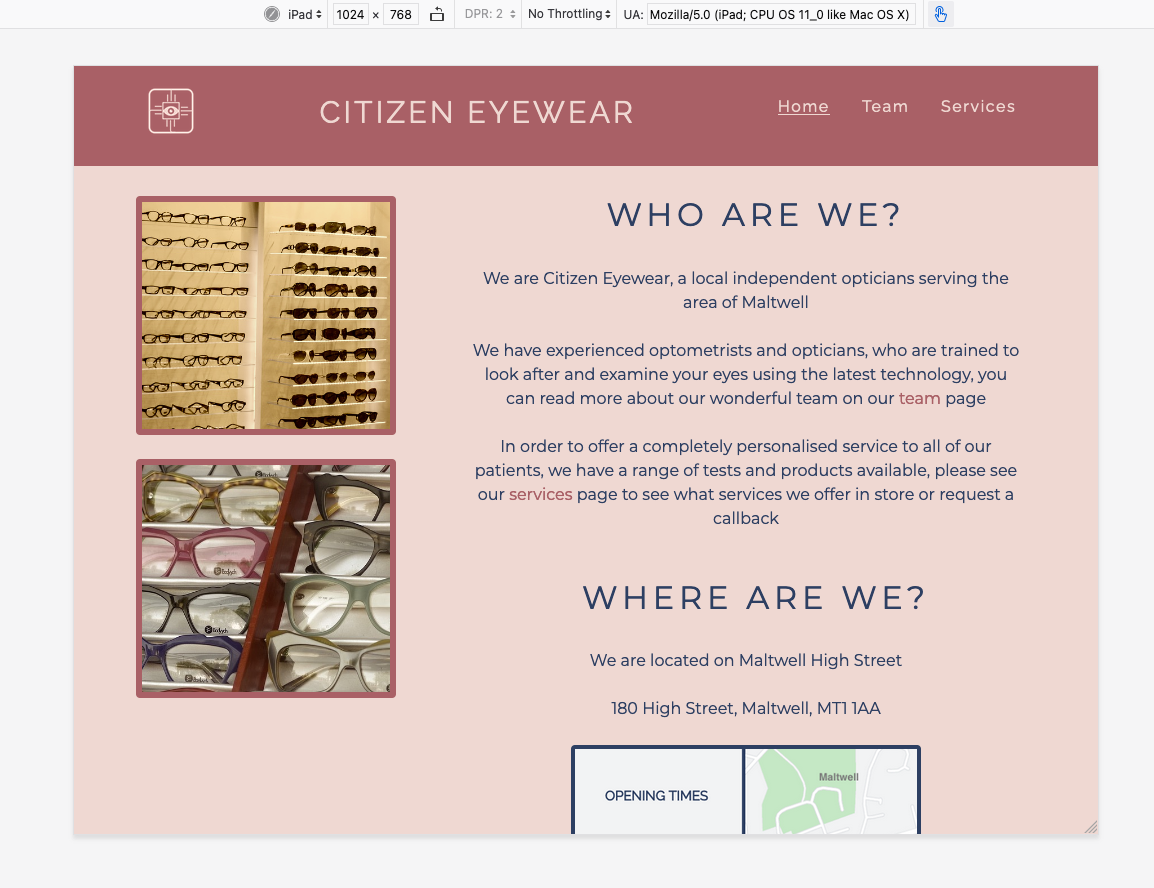 iPad 1024 × 768 DPR: 2 No Throttling UA: Mozilla/5.0 (iPad; CPU OS 11_0 like Mac OS X)
CITIZEN EYEWEAR
Home Team Services
WHO ARE WE?
We are Citizen Eyewear, a local independent opticians serving the
area of Maltwell
We have experienced optometrists and opticians, who are trained to
look after and examine your eyes using the latest technology, you
can read more about our wonderful team on our team page
In order to offer a completely personalised service to all of our
patients, we have a range of tests and products available, please see
our services page to see what services we offer in store or request a
callback
WHERE ARE WE?
We are located on Maltwell High Street
180 High Street, Maltwell, MT1 1AA
OPENING TIMES
Maltwell